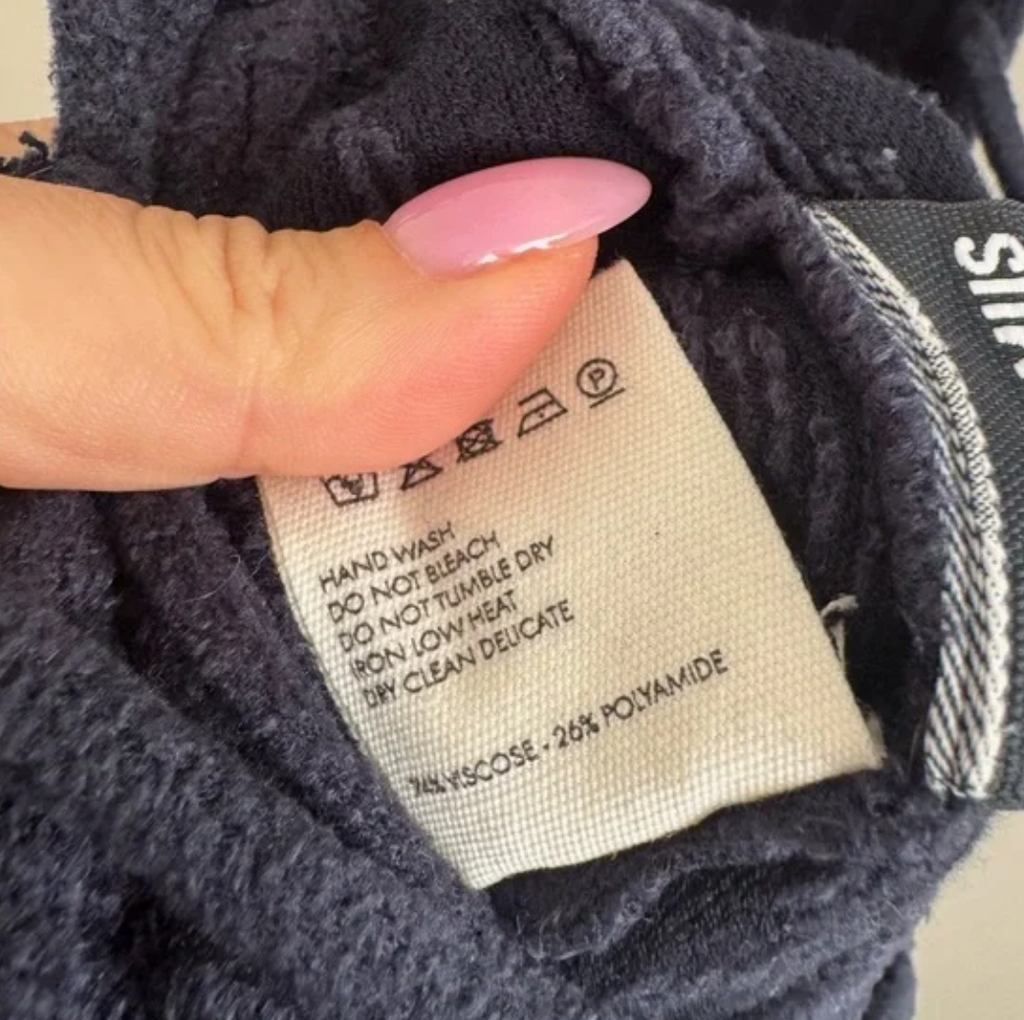 P
HAND WASH
DO NOT BLEACH
DO NOT TUMBLE DRY
IRON LOW HEAT
DRY CLEAN DELICATE
74% VISCOSE - 26% POLYAMIDE